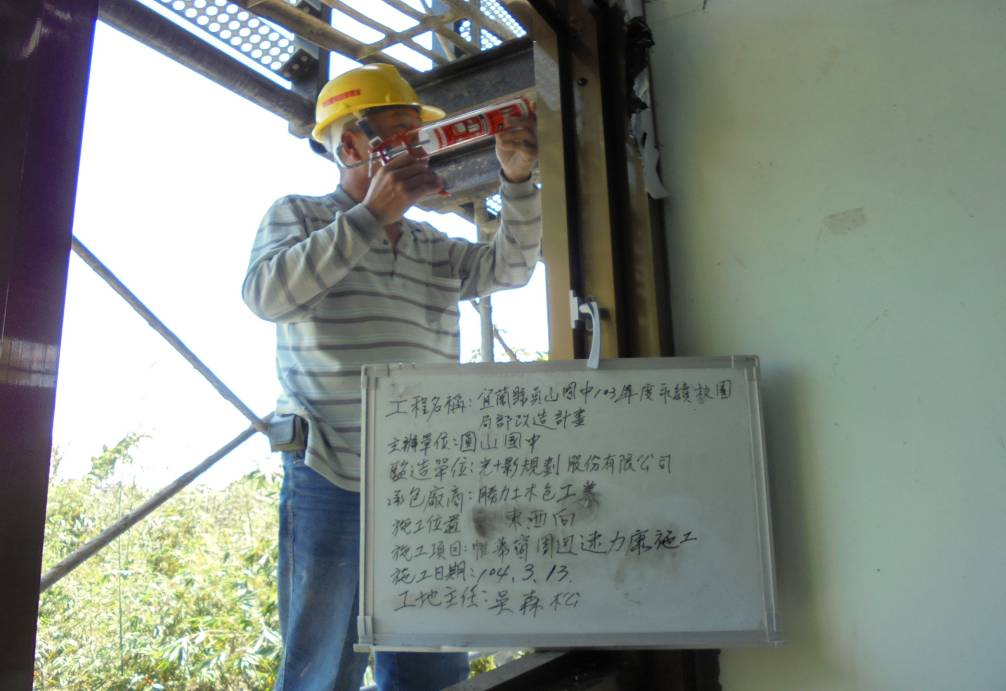 工程名稱:宜蘭縣員山國中103年度永續校園
局部改造計畫
主辦單位:員山國中
監造單位:光+影規劃股份有限公司
承包廠商:勝力土木包工業
施工位置 東西向
施工項目:帷幕窗周迴速力康施工
施工日期:104.3.13.
工地主任:吳森松